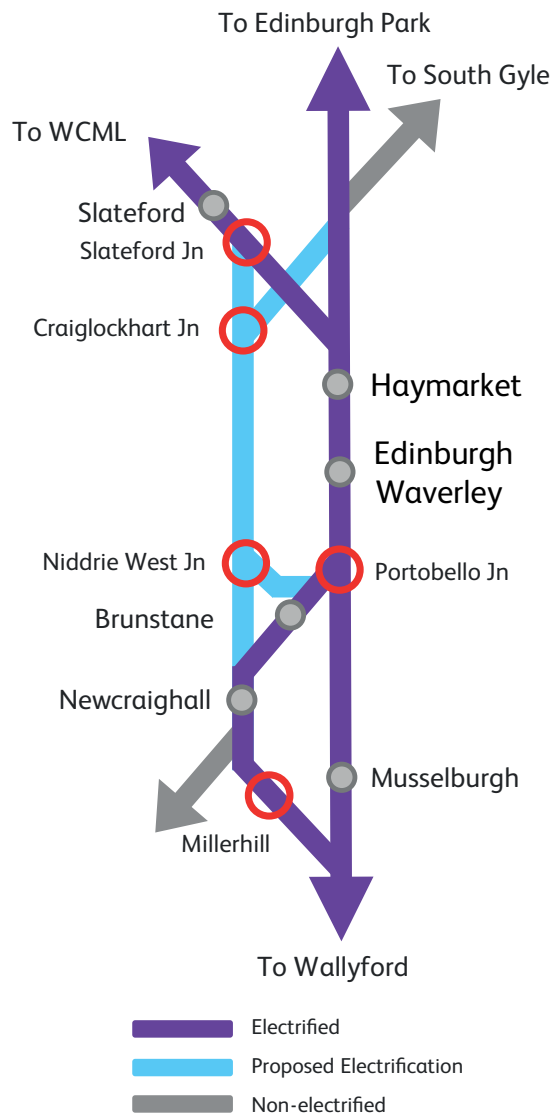 To Edinburgh Park
To South Gyle
To WCML
Slateford
Slateford Jn
Craiglockhart Jn
Haymarket
Edinburgh
Waverley
Niddrie West Jn
Portobello Jn
Brunstane
Newcraighall
Musselburgh
Millerhill
To Wallyford
Electrified
Proposed Electrification
Non-electrified